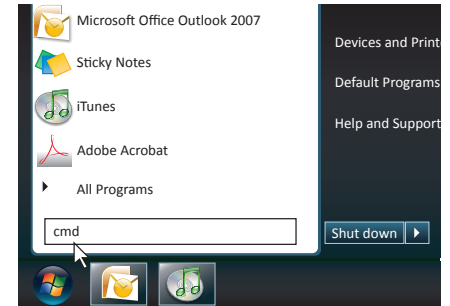 Microsoft Office Outlook 2007
Sticky Notes
iTunes
Adobe Acrobat
All Programs
cmd
Devices and Print
Default Programs
Help and Support
Shut down